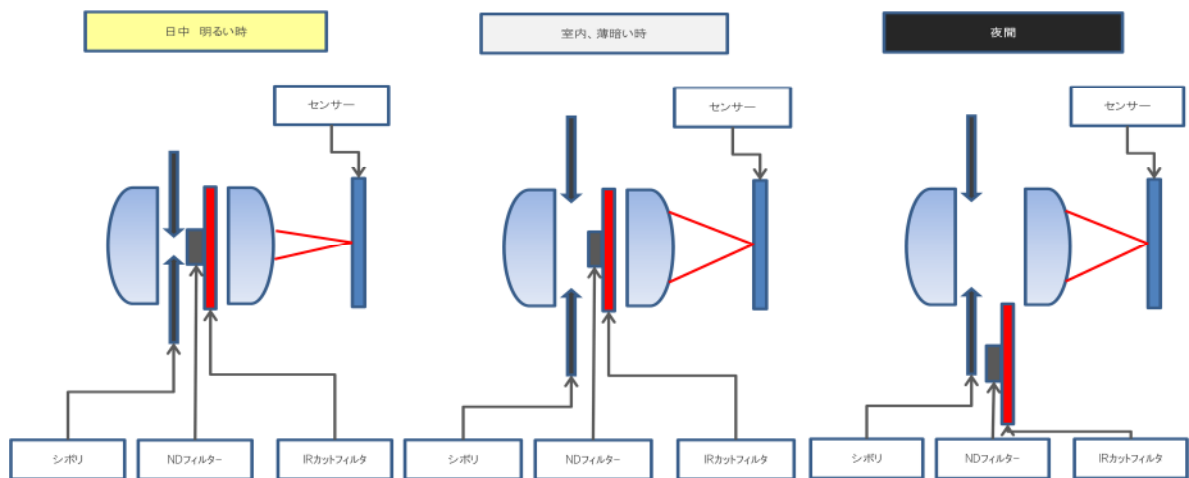 日中　明るい時
室内、薄暗い時
夜間
センサー
センサー
センサー
シボリ
NDフィルター
IRカットフィルタ
シボリ
NDフィルター
IRカットフィルタ
シボリ
NDフィルター
IRカットフィルタ